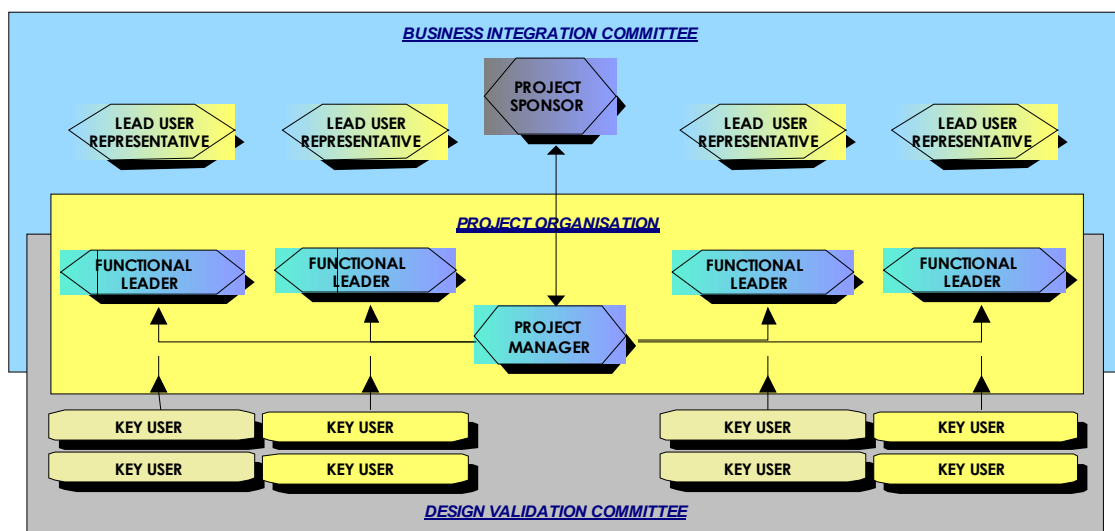 BUSINESS INTEGRATION COMMITTEE
PROJECT
SPONSOR
LEAD USER
REPRESENTATIVE
LEAD USER
REPRESENTATIVE
LEAD USER
REPRESENTATIVE
LEAD USER
REPRESENTATIVE
PROJECT ORGANISATION
FUNCTIONAL
LEADER
FUNCTIONAL
LEADER
FUNCTIONAL
LEADER
FUNCTIONAL
LEADER
PROJECT
MANAGER
KEY USER
KEY USER
KEY USER
KEY USER
KEY USER
KEY USER
KEY USER
KEY USER
DESIGN VALIDATION COMMITTEE